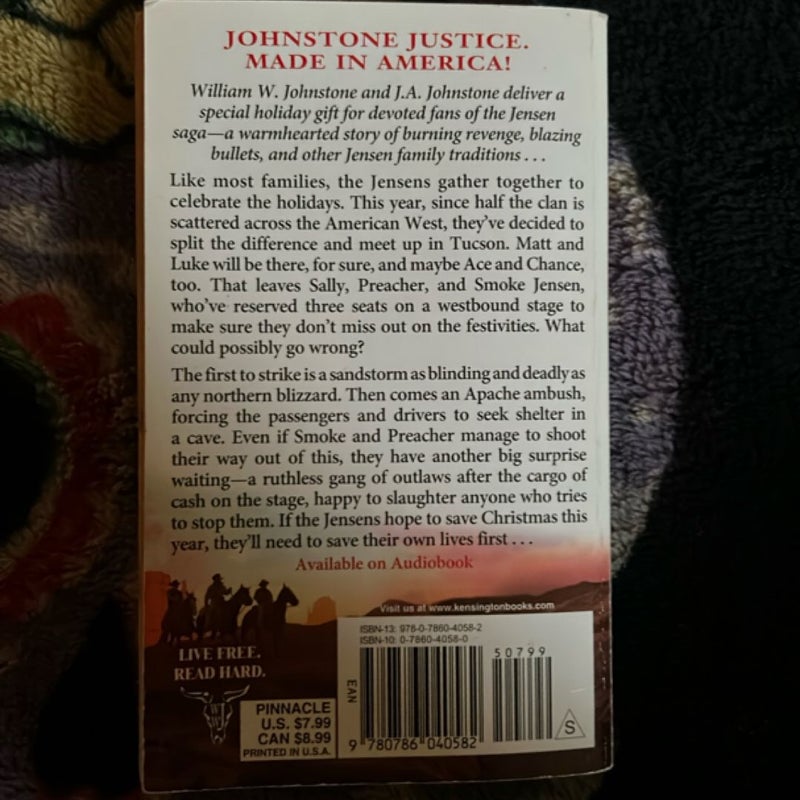 JOHNSTONE JUSTICE.
MADE IN AMERICA!
William W. Johnstone and J.A. Johnstone deliver a
special holiday gift for devoted fans of the Jensen
saga—a warmhearted story of burning revenge, blazing
bullets, and other Jensen family traditions . . .
Like most families, the Jensens gather together to
celebrate the holidays. This year, since half the clan is
scattered across the American West, they've decided to
split the difference and meet up in Tucson. Matt and
Luke will be there, for sure, and maybe Ace and Chance,
too. That leaves Sally, Preacher, and Smoke Jensen,
who've reserved three seats on a westbound stage to
make sure they don't miss out on the festivities. What
could possibly go wrong?
The first to strike is a sandstorm as blinding and deadly as
any northern blizzard. Then comes an Apache ambush,
forcing the passengers and drivers to seek shelter in
a cave. Even if Smoke and Preacher manage to shoot
their way out of this, they have another big surprise
waiting—a ruthless gang of outlaws after the cargo of
cash on the stage, happy to slaughter anyone who tries
to stop them. If the Jensens hope to save Christmas this
year, they'll need to save their own lives first . . .
Available on Audiobook
Visit us at www.kensingtonbooks.com
LIVE FREE.
READ HARD.
WWJ
PINNACLE
U.S. $7.99
CAN $8.99
PRINTED IN U.S.A.
ISBN-13: 978-0-7860-4058-2
ISBN-10: 0-7860-4058-0
50799
EAN
9 780786 040582
S